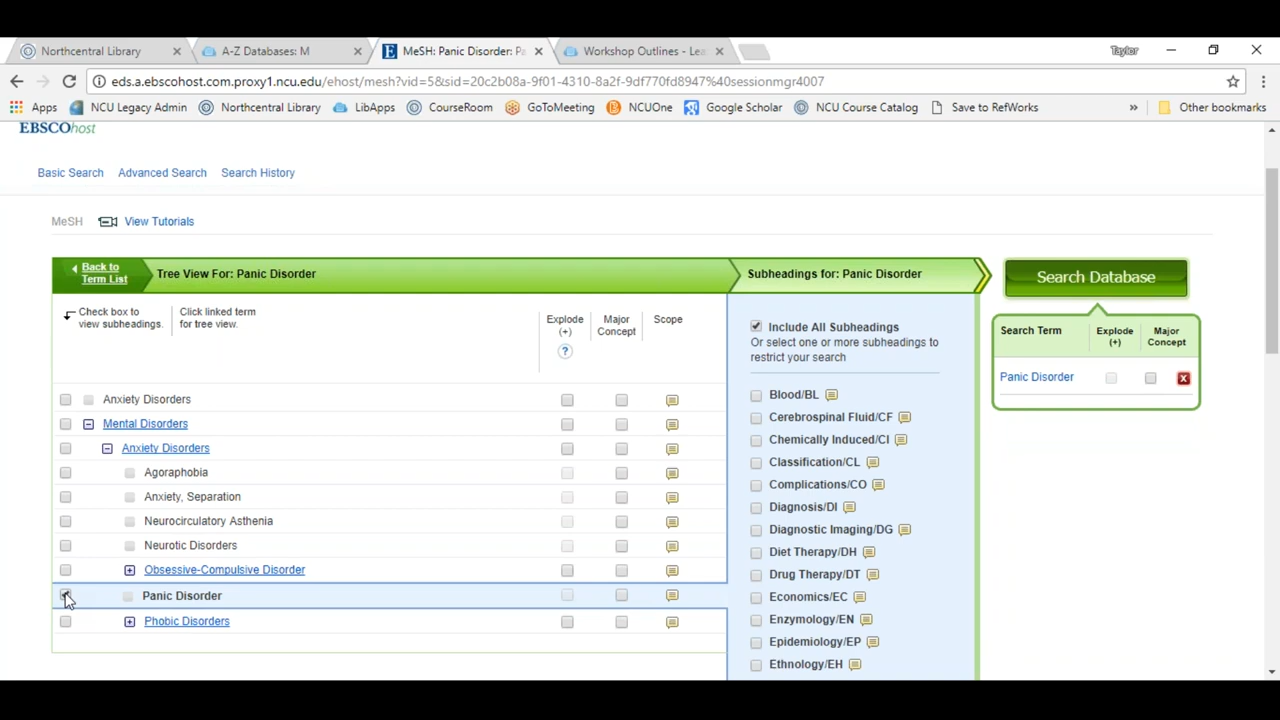 Northcentral Library
A-Z Databases: M
MeSH: Panic Disorder: Pa
Workshop Outlines - Lea
Taylor
eds.a.ebscohost.com.proxy1.ncu.edu/ehost/mesh?vid=5&sid=20c2b08a-9f01-4310-8a2f-9df770fd8947%40sessionmgr4007
Apps NCU Legacy Admin Northcentral Library LibApps CourseRoom GoToMeeting NCUOne Google Scholar NCU Course Catalog Save to RefWorks » Other bookmarks
EBSCOhost
Basic Search Advanced Search Search History
MeSH View Tutorials
Back to
Term List
Tree View For: Panic Disorder
Subheadings for: Panic Disorder
Search Database
Check box to
view subheadings.
Click linked term
for tree view.
Explode
(+)
?
Major
Concept
Scope
Anxiety Disorders
Mental Disorders
Anxiety Disorders
Agoraphobia
Anxiety, Separation
Neurocirculatory Asthenia
Neurotic Disorders
Obsessive-Compulsive Disorder
Panic Disorder
Phobic Disorders
Include All Subheadings
Or select one or more subheadings to
restrict your search
Blood/BL
Cerebrospinal Fluid/CF
Chemically Induced/CI
Classification/CL
Complications/CO
Diagnosis/DI
Diagnostic Imaging/DG
Diet Therapy/DH
Drug Therapy/DT
Economics/EC
Enzymology/EN
Epidemiology/EP
Ethnology/EH
Search Term
Explode
(+)
Major
Concept
Panic Disorder